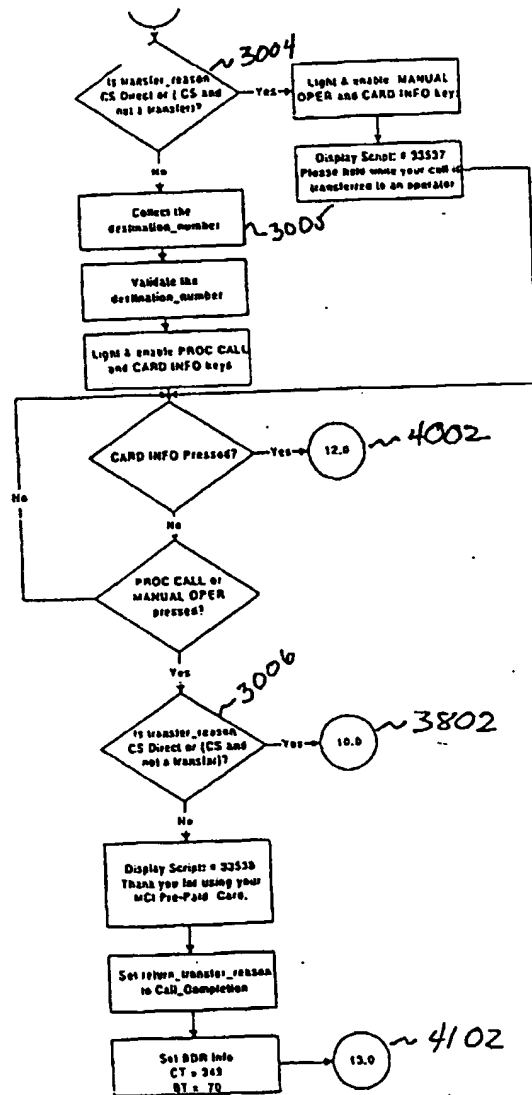 3004
Is transfer_reason
CS Direct or (CS and
not a transfer)?
Yes
Light & enable MANUAL
OPER and CARD INFO key
Display Script: # 33537
Please hold while your call is
transferred to an operator
No
Collect the
destination_number
3005
Validate the
destination_number
Light & enable PROC CALL
and CARD INFO keys
CARD INFO Pressed?
Yes
12.0
4002
No
No
PROC CALL or
MANUAL OPER
pressed?
Yes
3006
Is transfer_reason
CS Direct or (CS and
not a transfer)?
Yes
10.0
3802
No
Display Script: # 33538
Thank you for using your
MCI Pre-Paid Card.
Set return_transfer_reason
to Call_Completion
Set BDR Info
CT = 343
BT = 70
13.0
4102